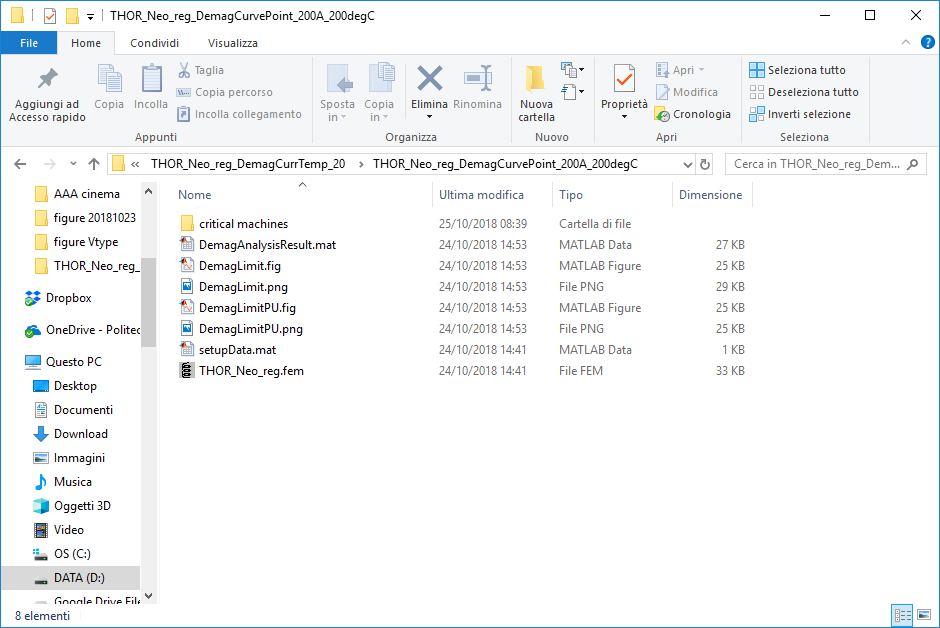 THOR_Neo_reg_DemagCurvePoint_200A_200degC
File Home Condividi Visualizza
Aggiungi ad Accesso rapido
Copia
Incolla
Taglia
Copia percorso
Incolla collegamento
Appunti
Sposta in
Copia in
Elimina
Rinomina
Organizza
Nuova cartella
Nuovo
Proprietà
Apri
Modifica
Cronologia
Apri
Seleziona tutto
Deseleziona tutto
Inverti selezione
Selezione
« THOR_Neo_reg_DemagCurrTemp_20 › THOR_Neo_reg_DemagCurvePoint_200A_200degC
Cerca in THOR_Neo_reg_Dem...
AAA cinema
figure 20181023
figure Vtype
THOR_Neo_reg_
Dropbox
OneDrive - Politec
Questo PC
Desktop
Documenti
Download
Immagini
Musica
Oggetti 3D
Video
OS (C:)
DATA (D:)
Google Drive File
Nome Ultima modifica Tipo Dimensione
critical machines 25/10/2018 08:39 Cartella di file
DemagAnalysisResult.mat 24/10/2018 14:53 MATLAB Data 27 KB
DemagLimit.fig 24/10/2018 14:53 MATLAB Figure 25 KB
DemagLimit.png 24/10/2018 14:53 File PNG 29 KB
DemagLimitPU.fig 24/10/2018 14:53 MATLAB Figure 25 KB
DemagLimitPU.png 24/10/2018 14:53 File PNG 25 KB
setupData.mat 24/10/2018 14:41 MATLAB Data 1 KB
THOR_Neo_reg.fem 24/10/2018 14:41 File FEM 33 KB
8 elementi